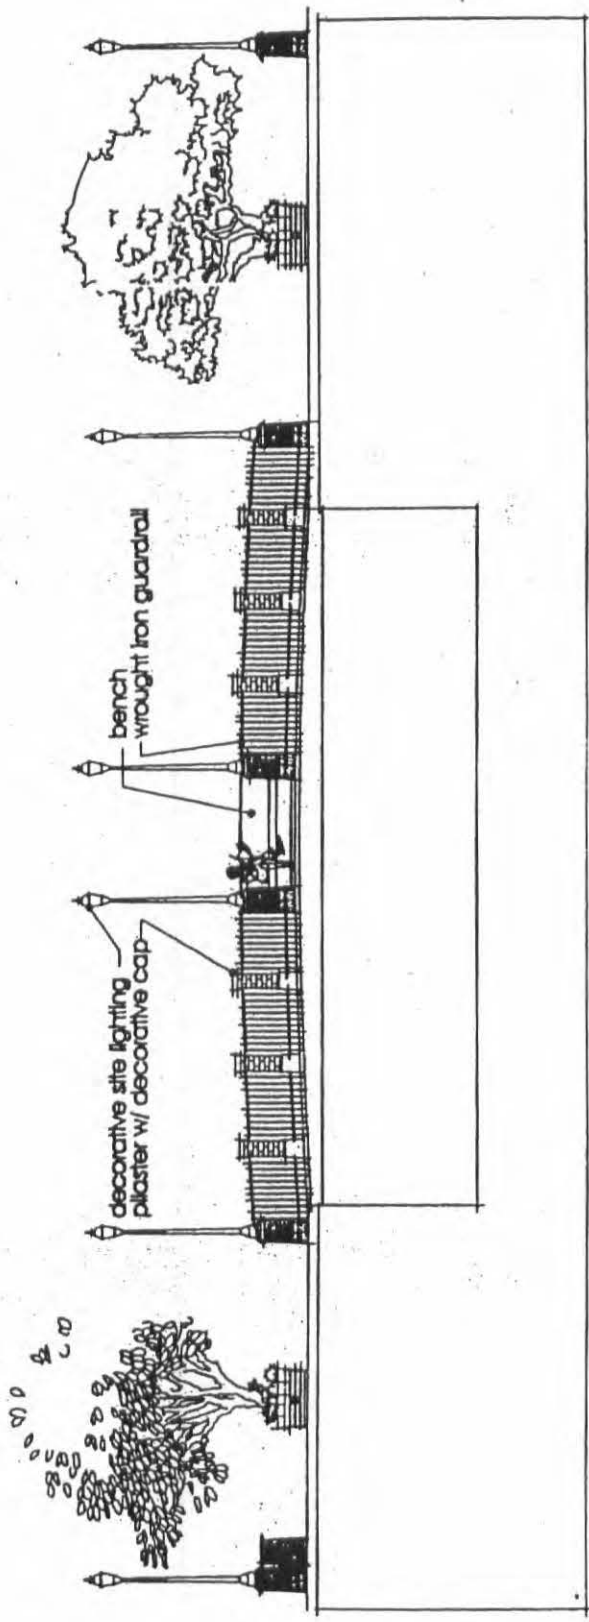 decorative site lighting
pilaster w/ decorative cap
bench
wrought iron guardrail